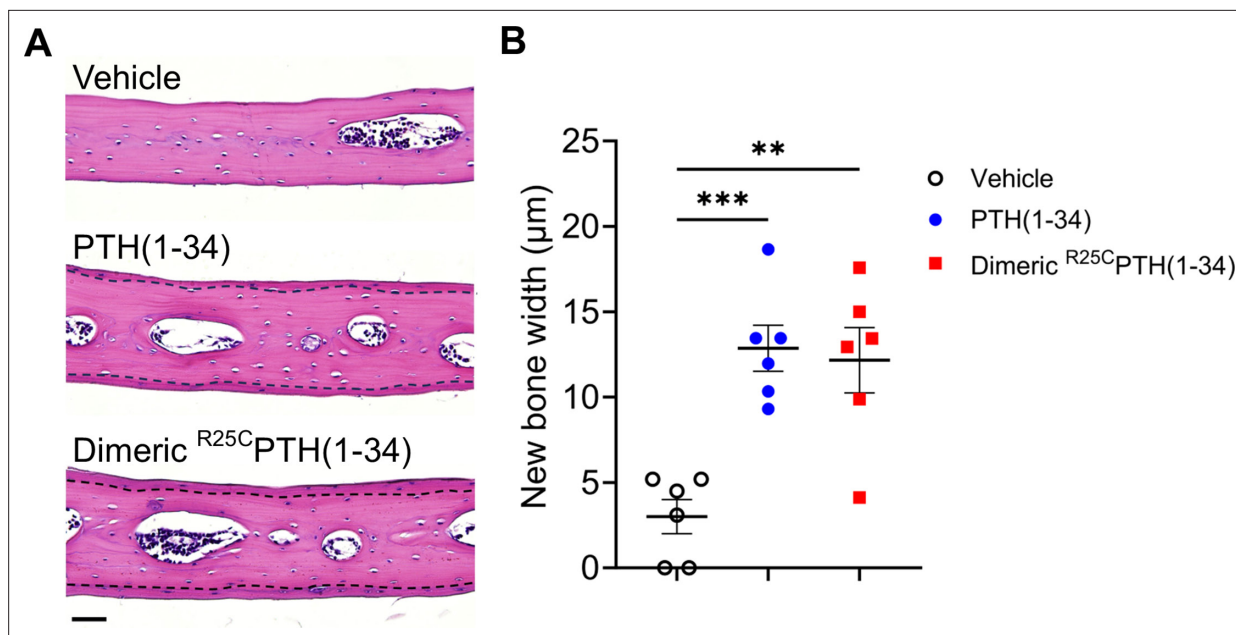 A
Vehicle
PTH(1-34)
Dimeric R25CPTH(1-34)
B
New bone width (µm)
25
20
15
10
5
0
**
***
Vehicle
PTH(1-34)
Dimeric R25CPTH(1-34)